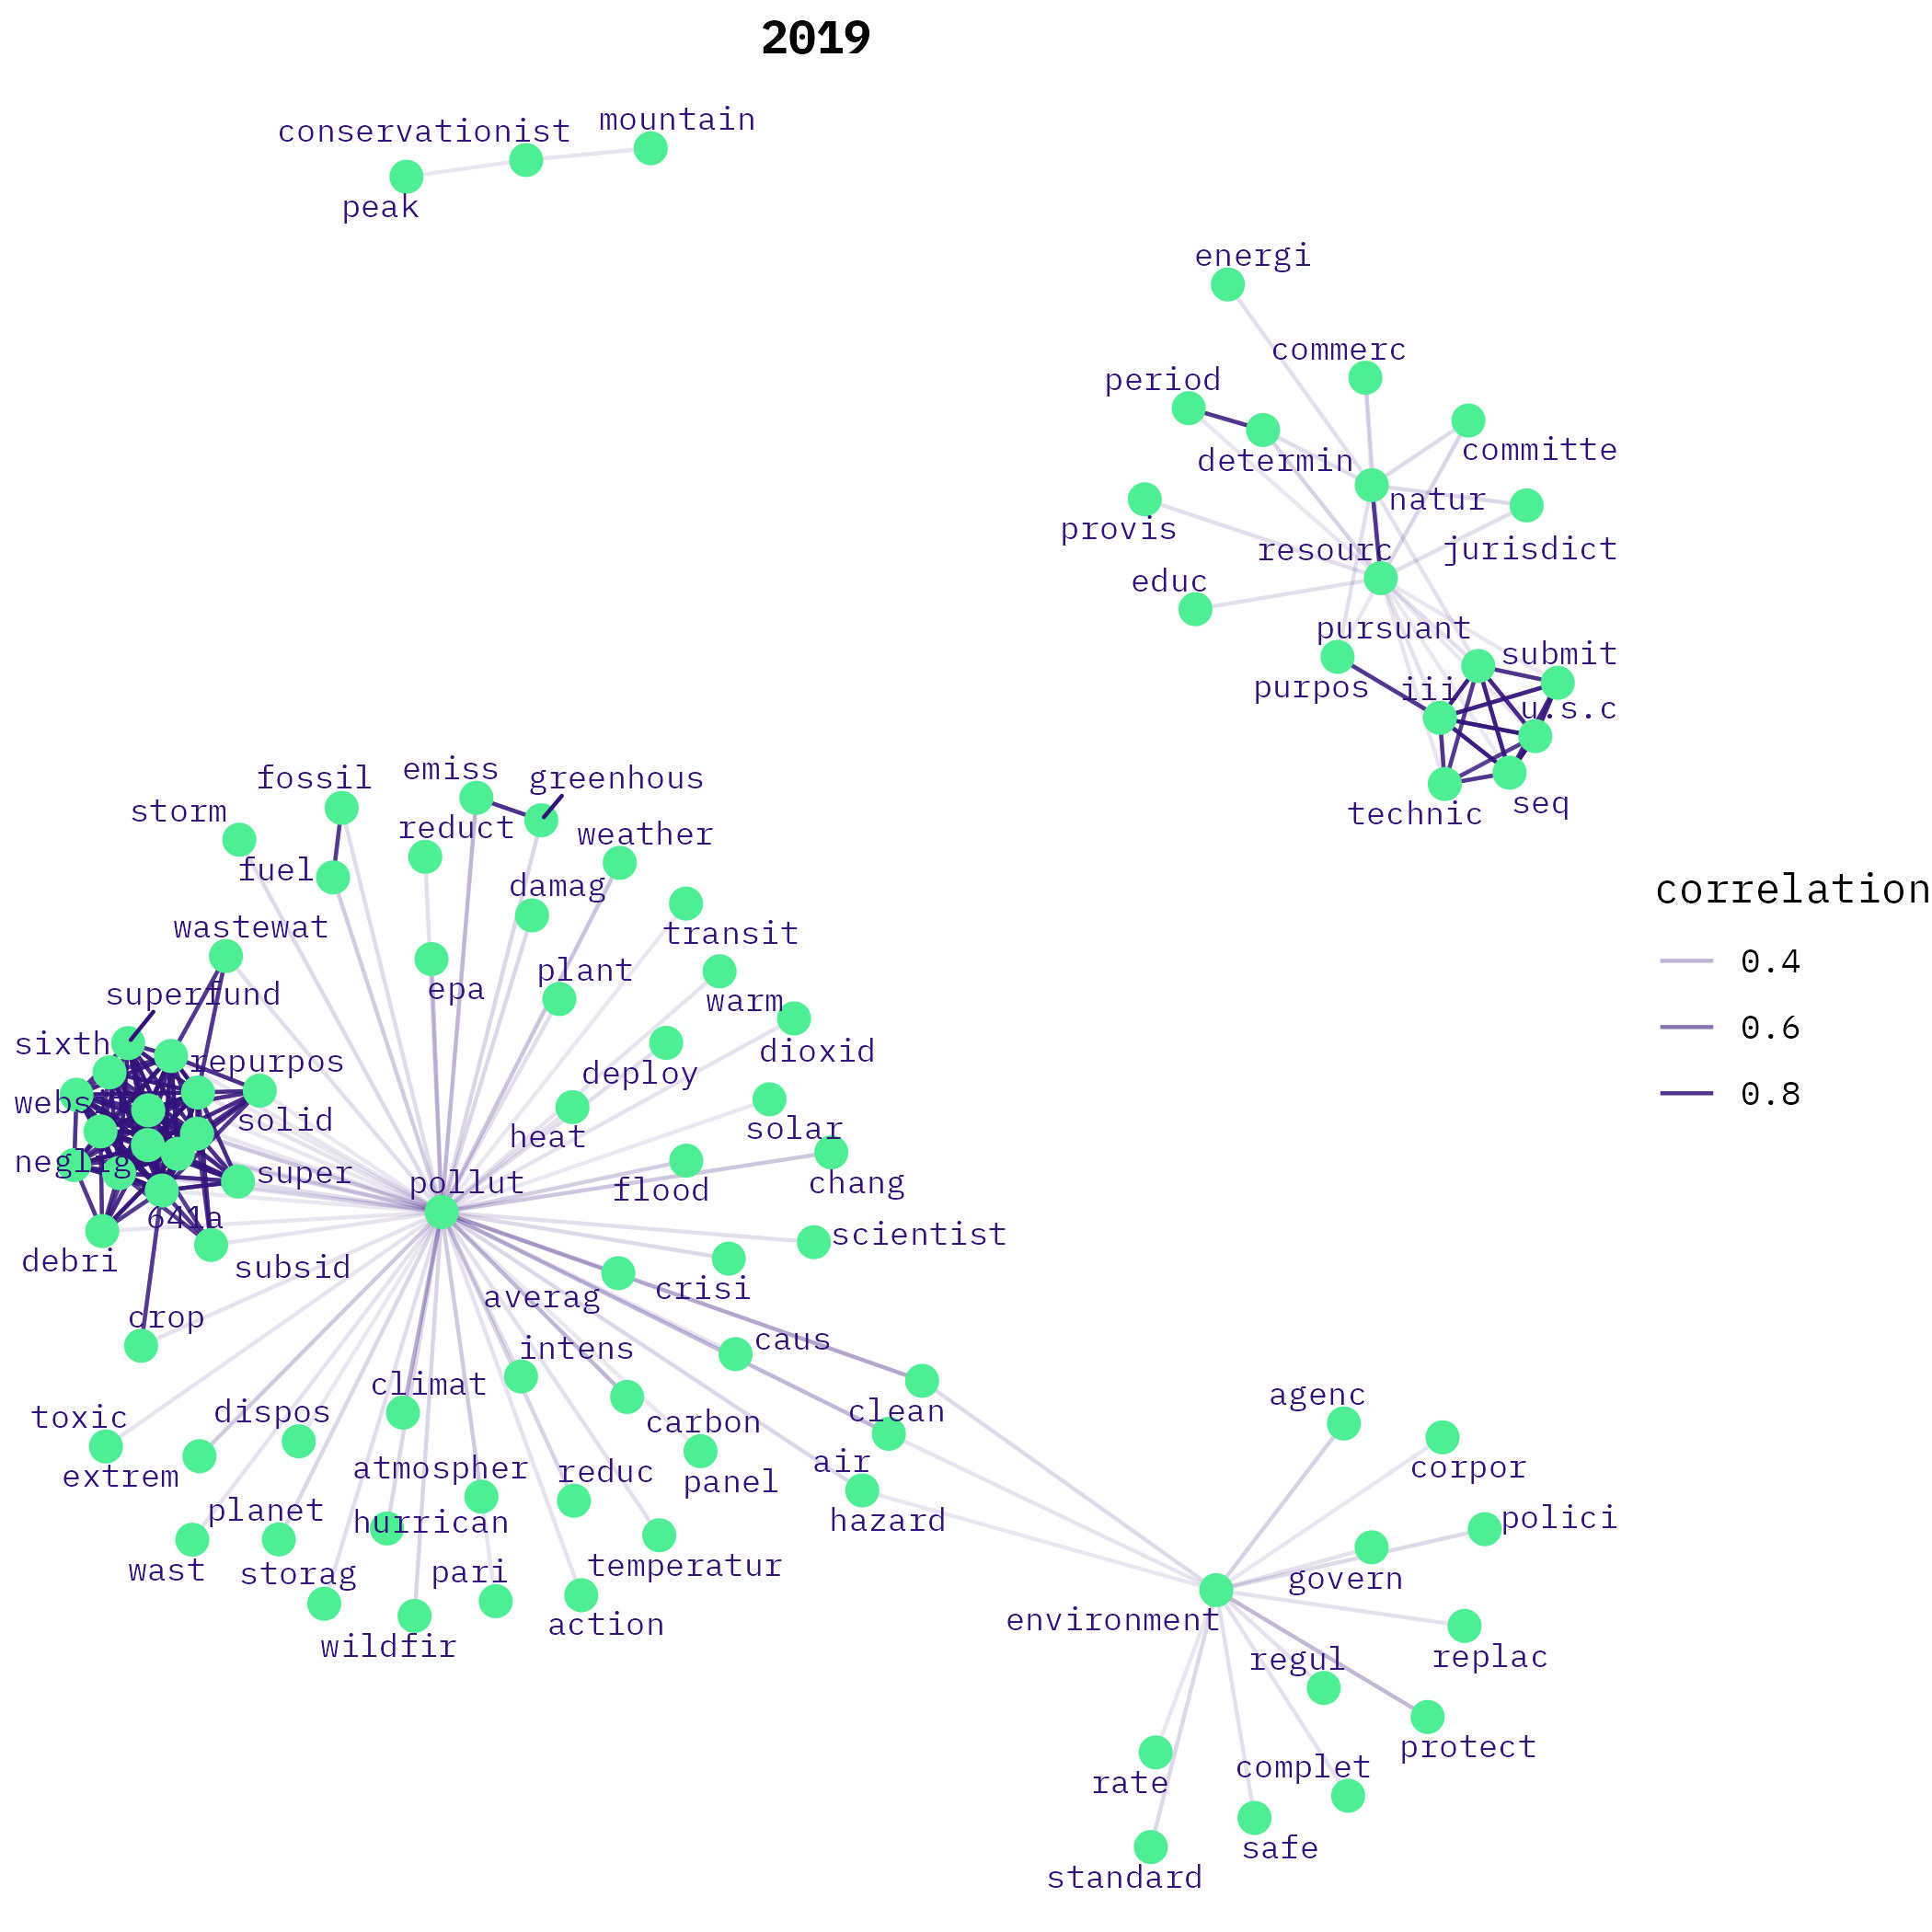 2019
mountain
conservationist
peak
energi
commerc
period
committe
determin
natur
provis
resourc
jurisdict
educ
pursuant
submit
purpos
iii
u.s.c
technic
seq
emiss
fossil
greenhous
storm
reduct
weather
fuel
damag
wastewat
transit
plant
epa
superfund
warm
sixth
repurpos
dioxid
deploy
solid
solar
heat
neglig
super
pollut
flood
chang
641a
scientist
debri
subsid
crisi
averag
crop
caus
intens
climat
clean
carbon
dispos
toxic
air
atmospher
reduc
panel
extrem
planet
hurrican
hazard
wast
storag
pari
temperatur
action
wildfir
agenc
corpor
polici
govern
environment
regul
replac
protect
rate
complet
safe
standard
correlation
0.4
0.6
0.8